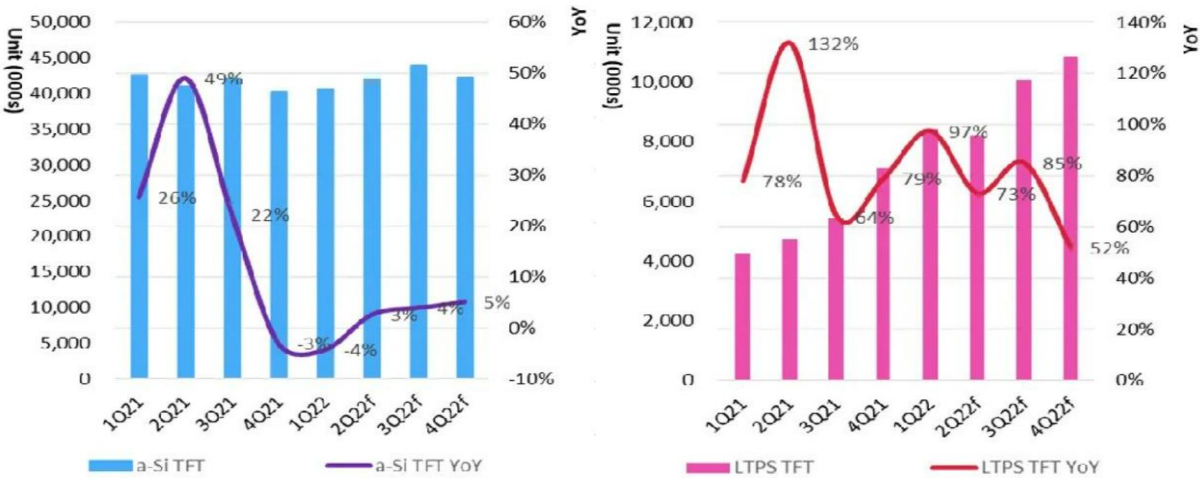 50,000
45,000
40,000
35,000
30,000
25,000
20,000
15,000
10,000
5,000
0
Unit (000s)
60%
50%
40%
30%
20%
10%
0%
-10%
YoY
26%
49%
22%
-3%
-4%
3%
4%
5%
1Q21
2Q21
3Q21
4Q21
1Q22
2Q22f
3Q22f
4Q22f
a-Si TFT
a-Si TFT YoY
12,000
10,000
8,000
6,000
4,000
2,000
0
Unit (000s)
140%
120%
100%
80%
60%
40%
20%
0%
YoY
78%
132%
64%
79%
97%
73%
85%
52%
1Q21
2Q21
3Q21
4Q21
1Q22
2Q22f
3Q22f
4Q22f
LTPS TFT
LTPS TFT YoY